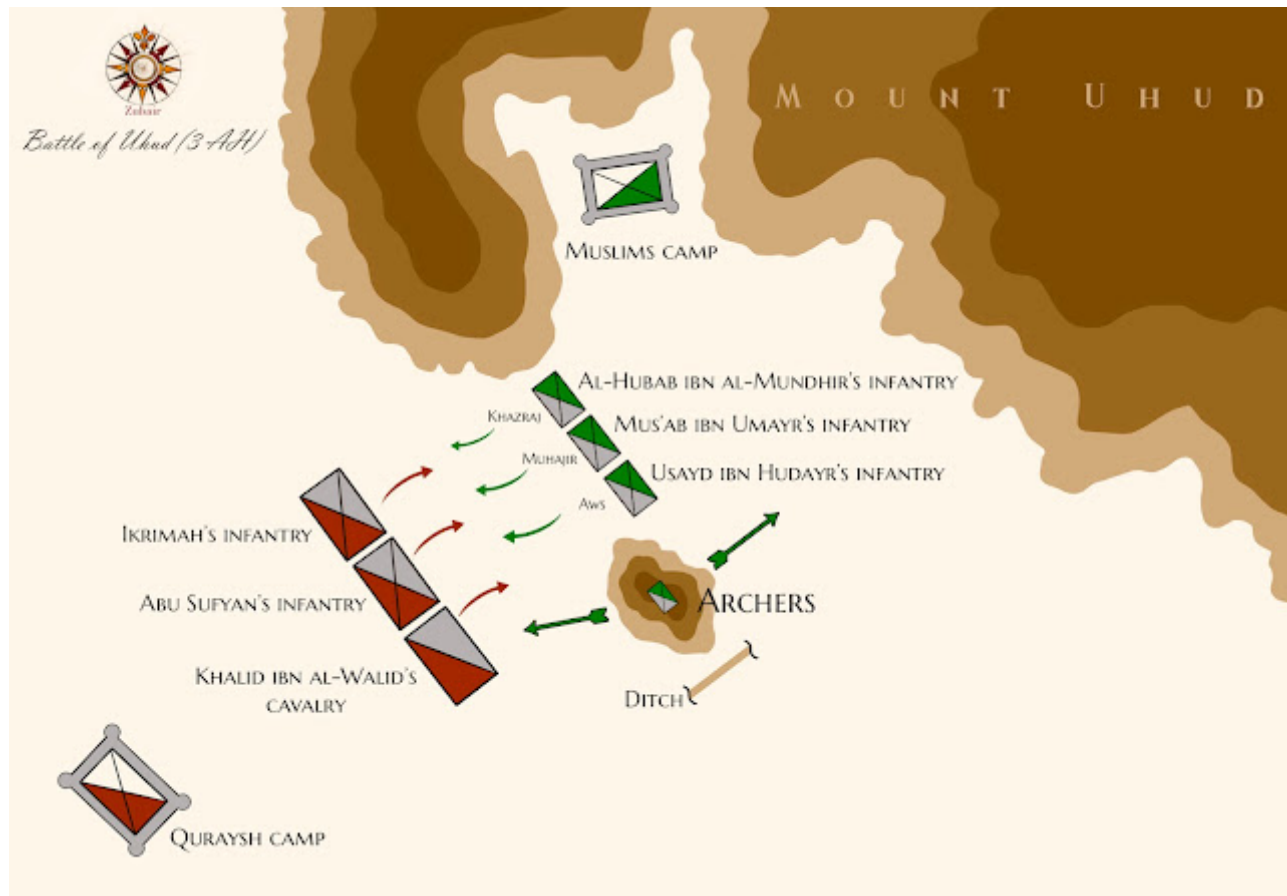 Zubair
Battle of Uhud (3 AH)
Mount Uhud
Muslims camp
Al-Hubab ibn al-Mundhir's infantry
Khazraj
Mus'ab ibn Umayr's infantry
Muhajir
Usayd ibn Hudayr's infantry
Aws
Ikrimah's infantry
Abu Sufyan's infantry
Archers
Khalid ibn al-Walid's
cavalry
Ditch
Quraysh camp